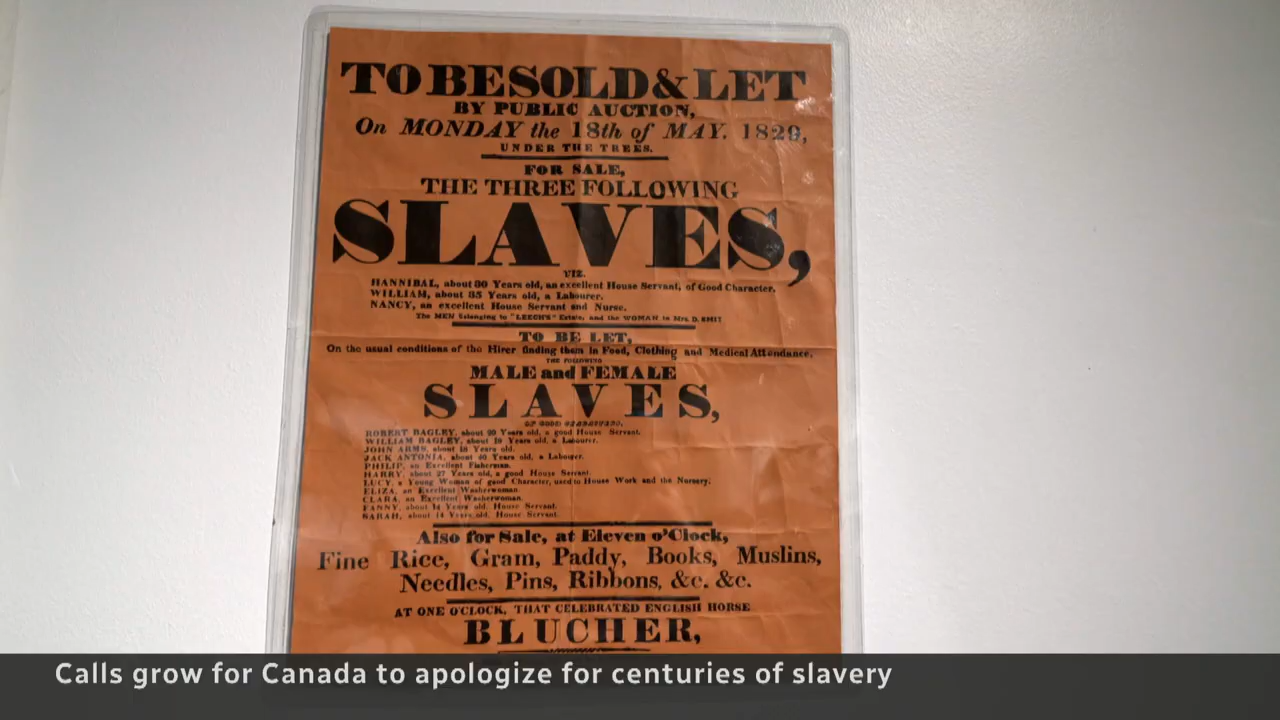 TO BE SOLD & LET
BY PUBLIC AUCTION,
On MONDAY the 18th of MAY. 1829,
UNDER THE TREES.
FOR SALE,
THE THREE FOLLOWING
SLAVES,
VIZ.
HANNIBAL, about 30 Years old, an excellent House Servant, of Good Character.
WILLIAM, about 35 Years old, a Labourer.
NANCY, an excellent House Servant and Nurse.
The MEN belonging to "LEECH'S" Estate, and the WOMAN to Mrs. D. SMIT
TO BE LET,
On the usual conditions of the Hirer finding them in Food, Clothing and Medical Attendance.
THE FOLLOWING
MALE and FEMALE
SLAVES,
OF GOOD CHARACTERS,
ROBERT BAGLEY, about 20 Years old, a good House Servant.
WILLIAM BAGLEY, about 18 Years old, a Labourer.
JOHN ARMS, about 18 Years old.
JACK ANTONIA, about 40 Years old, a Labourer.
PHILIP, an Excellent Fisherman.
HARRY, about 27 Years old, a good House Servant.
LUCY, a Young Woman of good Character, used to House Work and the Nursery.
ELIZA, an Excellent Washerwoman.
CLARA, an Excellent Washerwoman.
FANNY, about 14 Years old, House Servant.
SARAH, about 14 Years old, House Servant.
Also for Sale, at Eleven o'Clock,
Fine Rice, Gram, Paddy, Books, Muslins,
Needles, Pins, Ribbons, &c. &c.
AT ONE O'CLOCK, THAT CELEBRATED ENGLISH HORSE
BLUCHER,
Calls grow for Canada to apologize for centuries of slavery